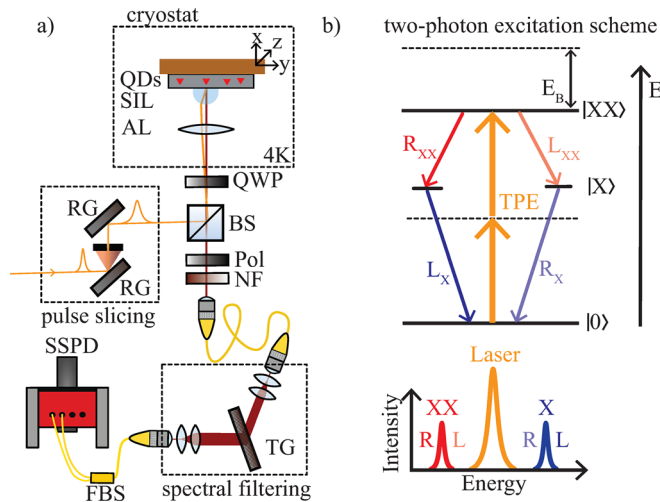 a)
cryostat
x
z
y
QDs
SIL
AL
4K
QWP
RG
BS
RG
Pol
NF
pulse slicing
SSPD
TG
FBS
spectral filtering
b)
two-photon excitation scheme
E_B
E
|XX>
R_XX
L_XX
|X>
TPE
L_X
R_X
|0>
Laser
Intensity
XX
X
R L
R L
Energy